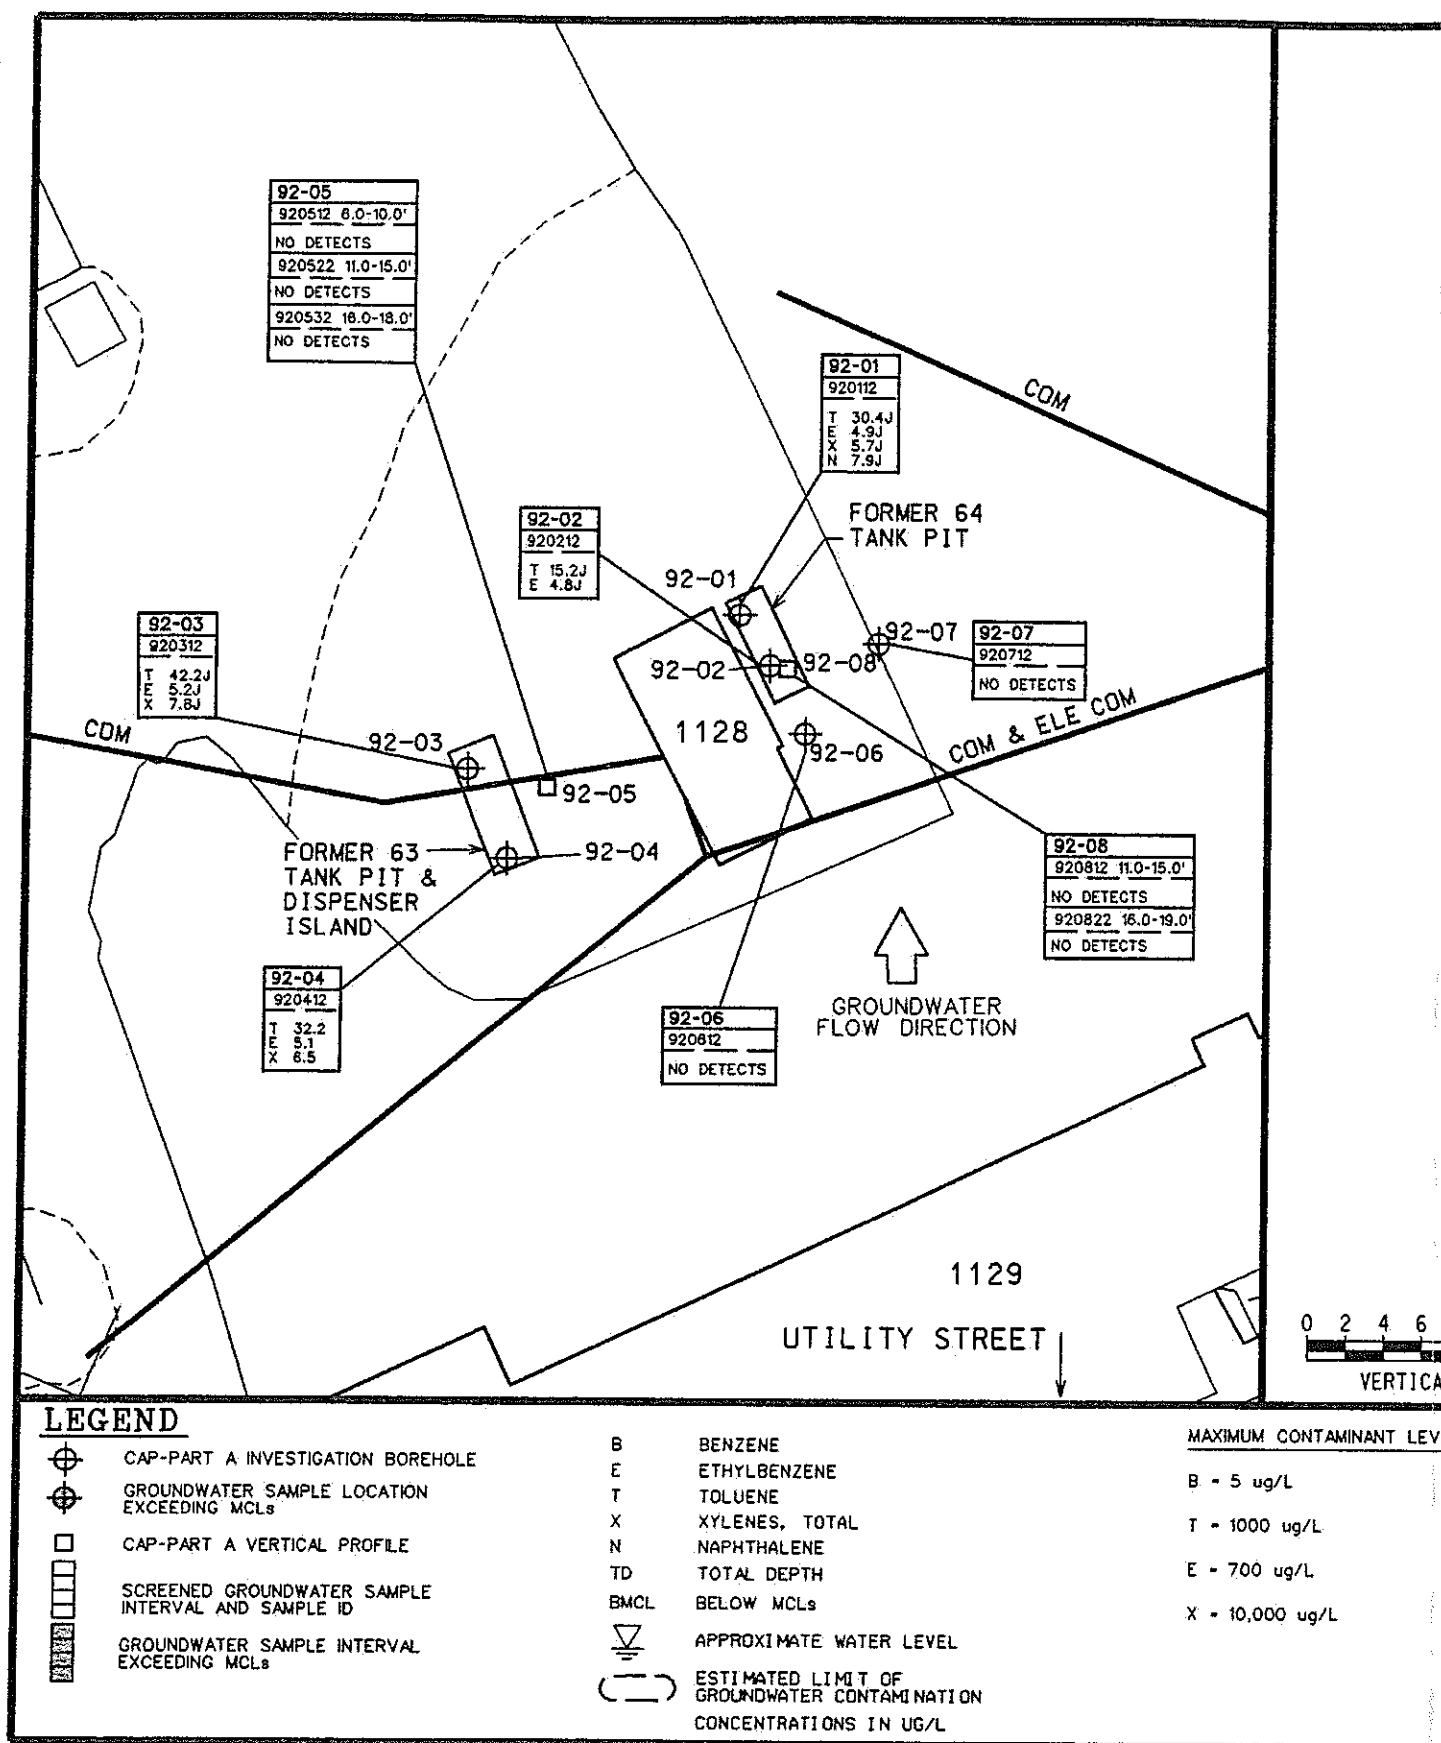 92-05
920512 6.0-10.0'
NO DETECTS
920522 11.0-15.0'
NO DETECTS
920532 16.0-18.0'
NO DETECTS
92-01
920112
T 30.4J
E 4.9J
X 5.7J
N 7.9J
COM
FORMER 64
TANK PIT
92-02
920212
T 15.2J
E 4.8J
92-01
92-03
920312
T 42.2J
E 5.2J
X 7.8J
92-02
92-08
92-07
92-07
920712
NO DETECTS
COM
92-03
1128
92-06
COM & ELE COM
92-05
FORMER 63
TANK PIT &
DISPENSER
ISLAND
92-04
92-08
920812 11.0-15.0'
NO DETECTS
920822 16.0-19.0'
NO DETECTS
92-04
920412
T 32.2
E 5.1
X 6.5
92-06
920612
NO DETECTS
GROUNDWATER
FLOW DIRECTION
1129
UTILITY STREET
0 2 4 6
VERTICA
LEGEND
CAP-PART A INVESTIGATION BOREHOLE
GROUNDWATER SAMPLE LOCATION
EXCEEDING MCLs
CAP-PART A VERTICAL PROFILE
SCREENED GROUNDWATER SAMPLE
INTERVAL AND SAMPLE ID
GROUNDWATER SAMPLE INTERVAL
EXCEEDING MCLs
B BENZENE
E ETHYLBENZENE
T TOLUENE
X XYLENES, TOTAL
N NAPHTHALENE
TD TOTAL DEPTH
BMCL BELOW MCLs
APPROXIMATE WATER LEVEL
ESTIMATED LIMIT OF
GROUNDWATER CONTAMINATION
CONCENTRATIONS IN UG/L
MAXIMUM CONTAMINANT LEV
B - 5 ug/L
T - 1000 ug/L
E - 700 ug/L
X - 10,000 ug/L